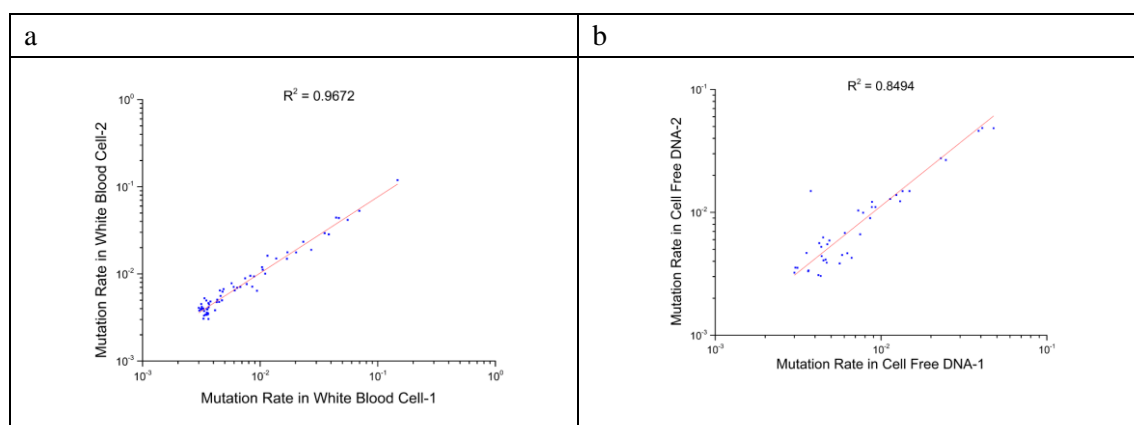 a
b
R² = 0.9672
Mutation Rate in White Blood Cell-2
10⁰
10⁻¹
10⁻²
10⁻³
10⁻³
10⁻²
10⁻¹
10⁰
Mutation Rate in White Blood Cell-1
R² = 0.8494
Mutation Rate in Cell Free DNA-2
10⁻¹
10⁻²
10⁻³
10⁻³
10⁻²
10⁻¹
Mutation Rate in Cell Free DNA-1